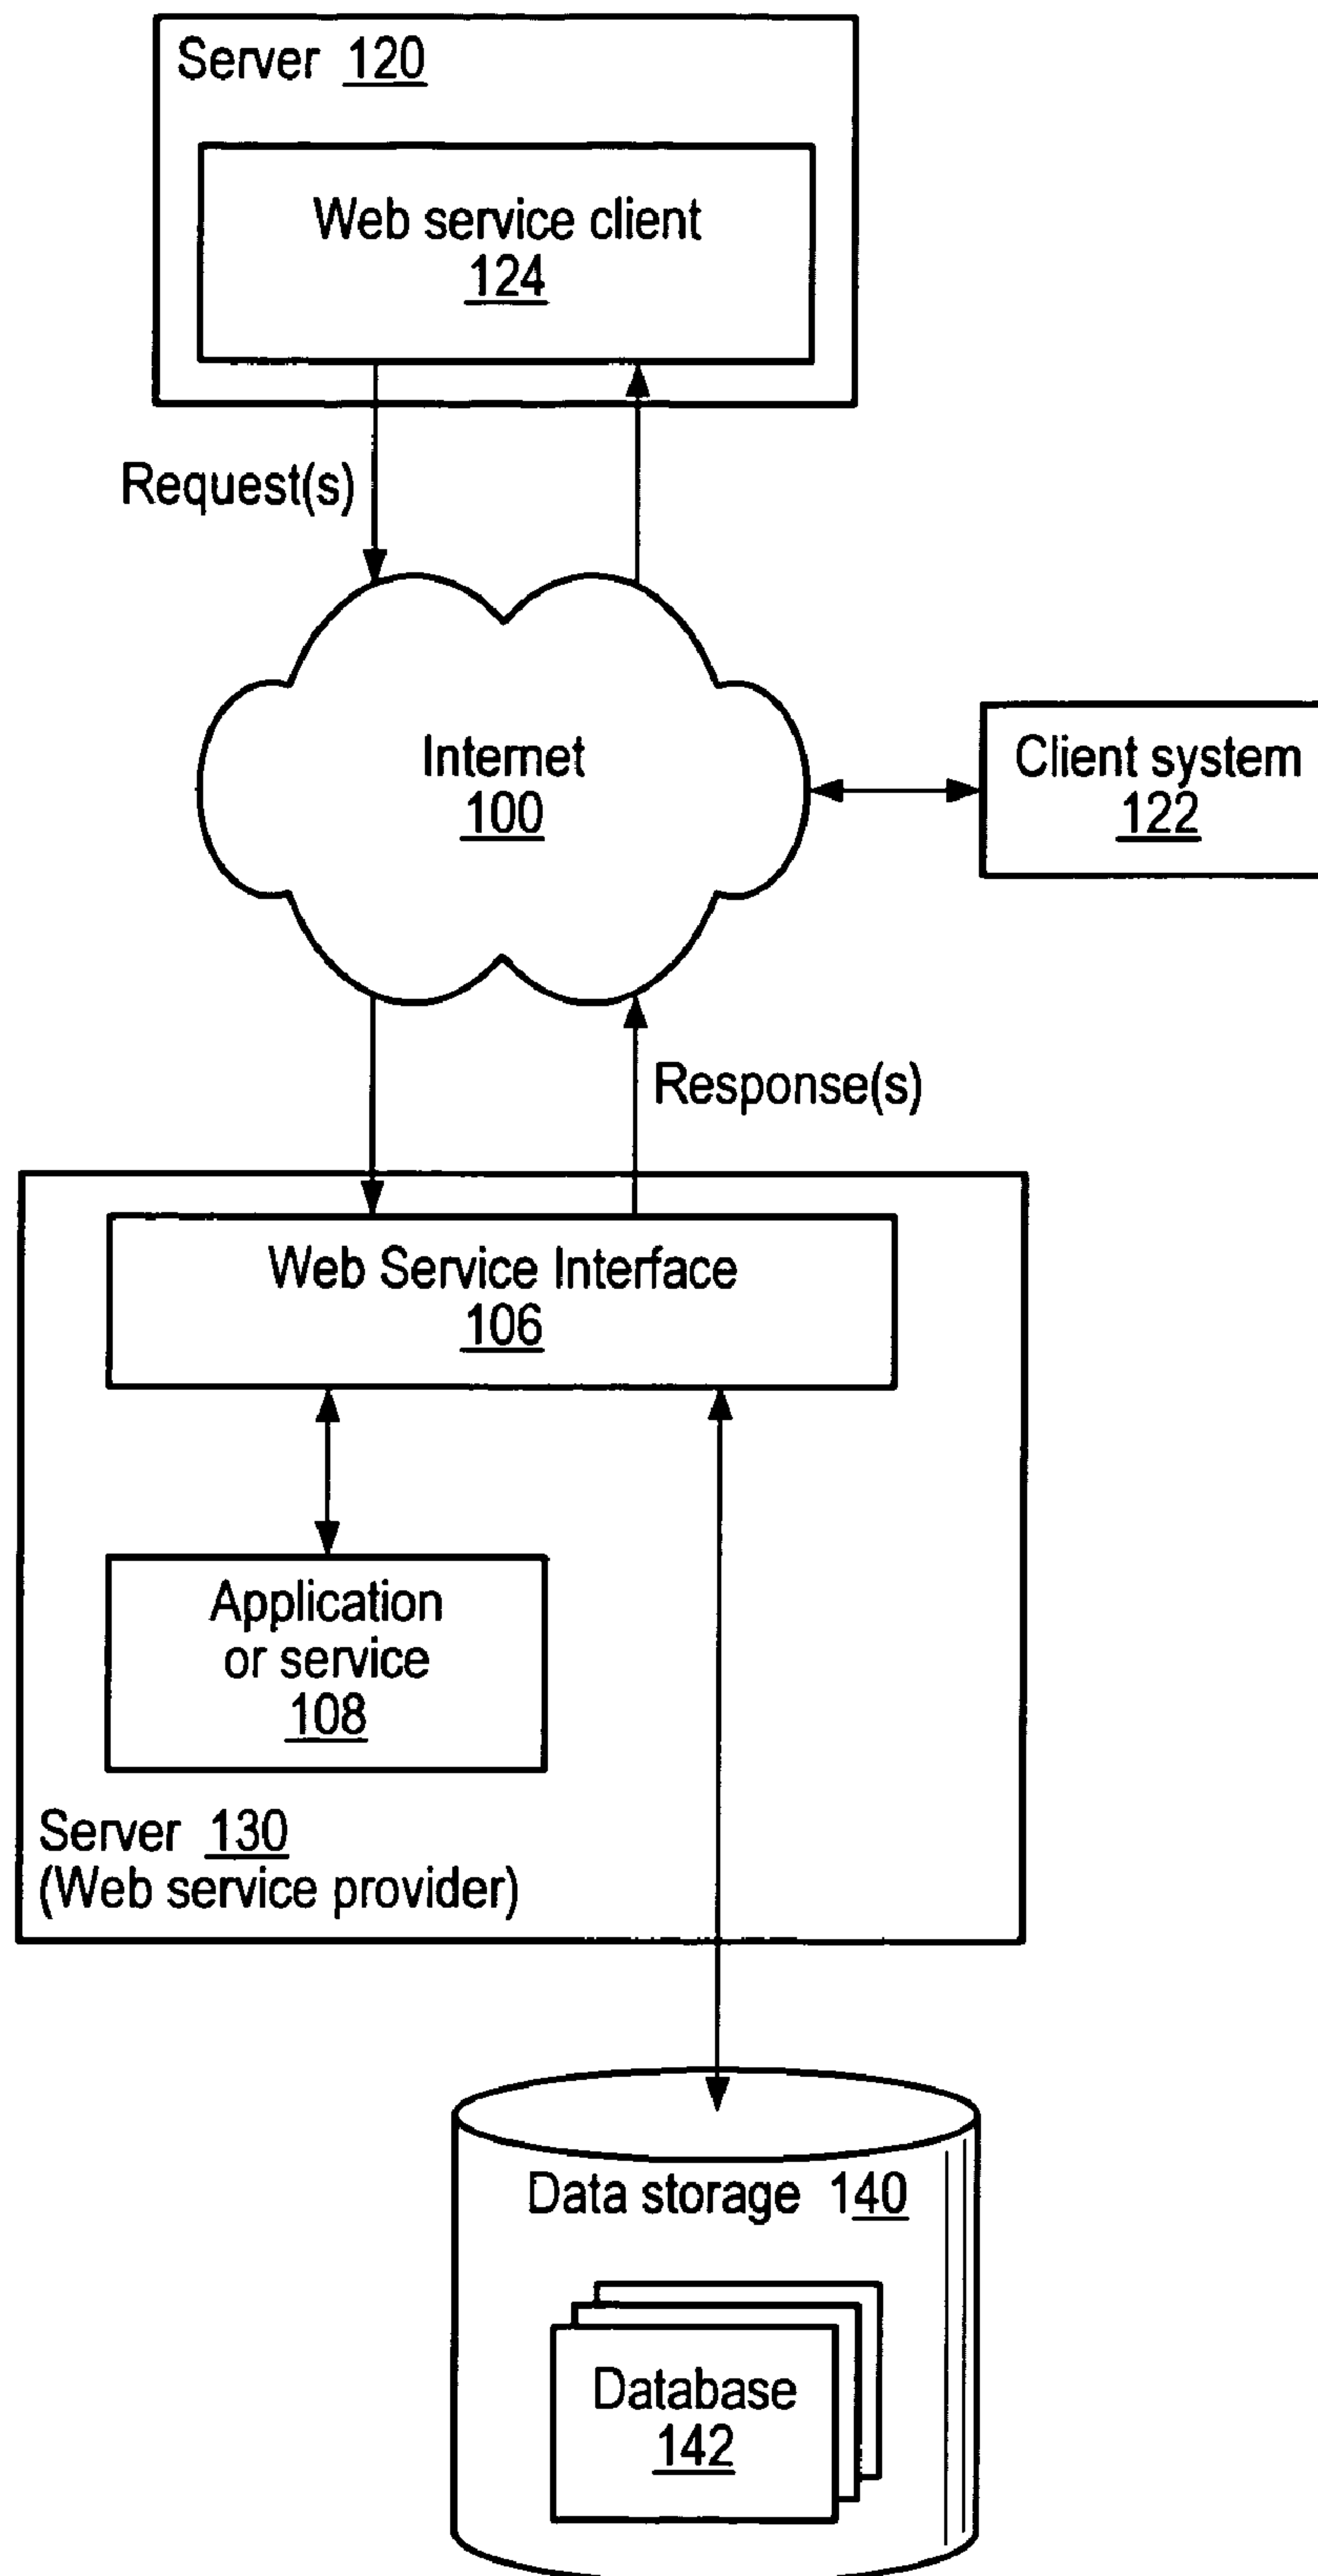 Server 120
Web service client
124
Request(s)
Internet
100
Client system
122
Response(s)
Web Service Interface
106
Application
or service
108
Server 130
(Web service provider)
Data storage 140
Database
142